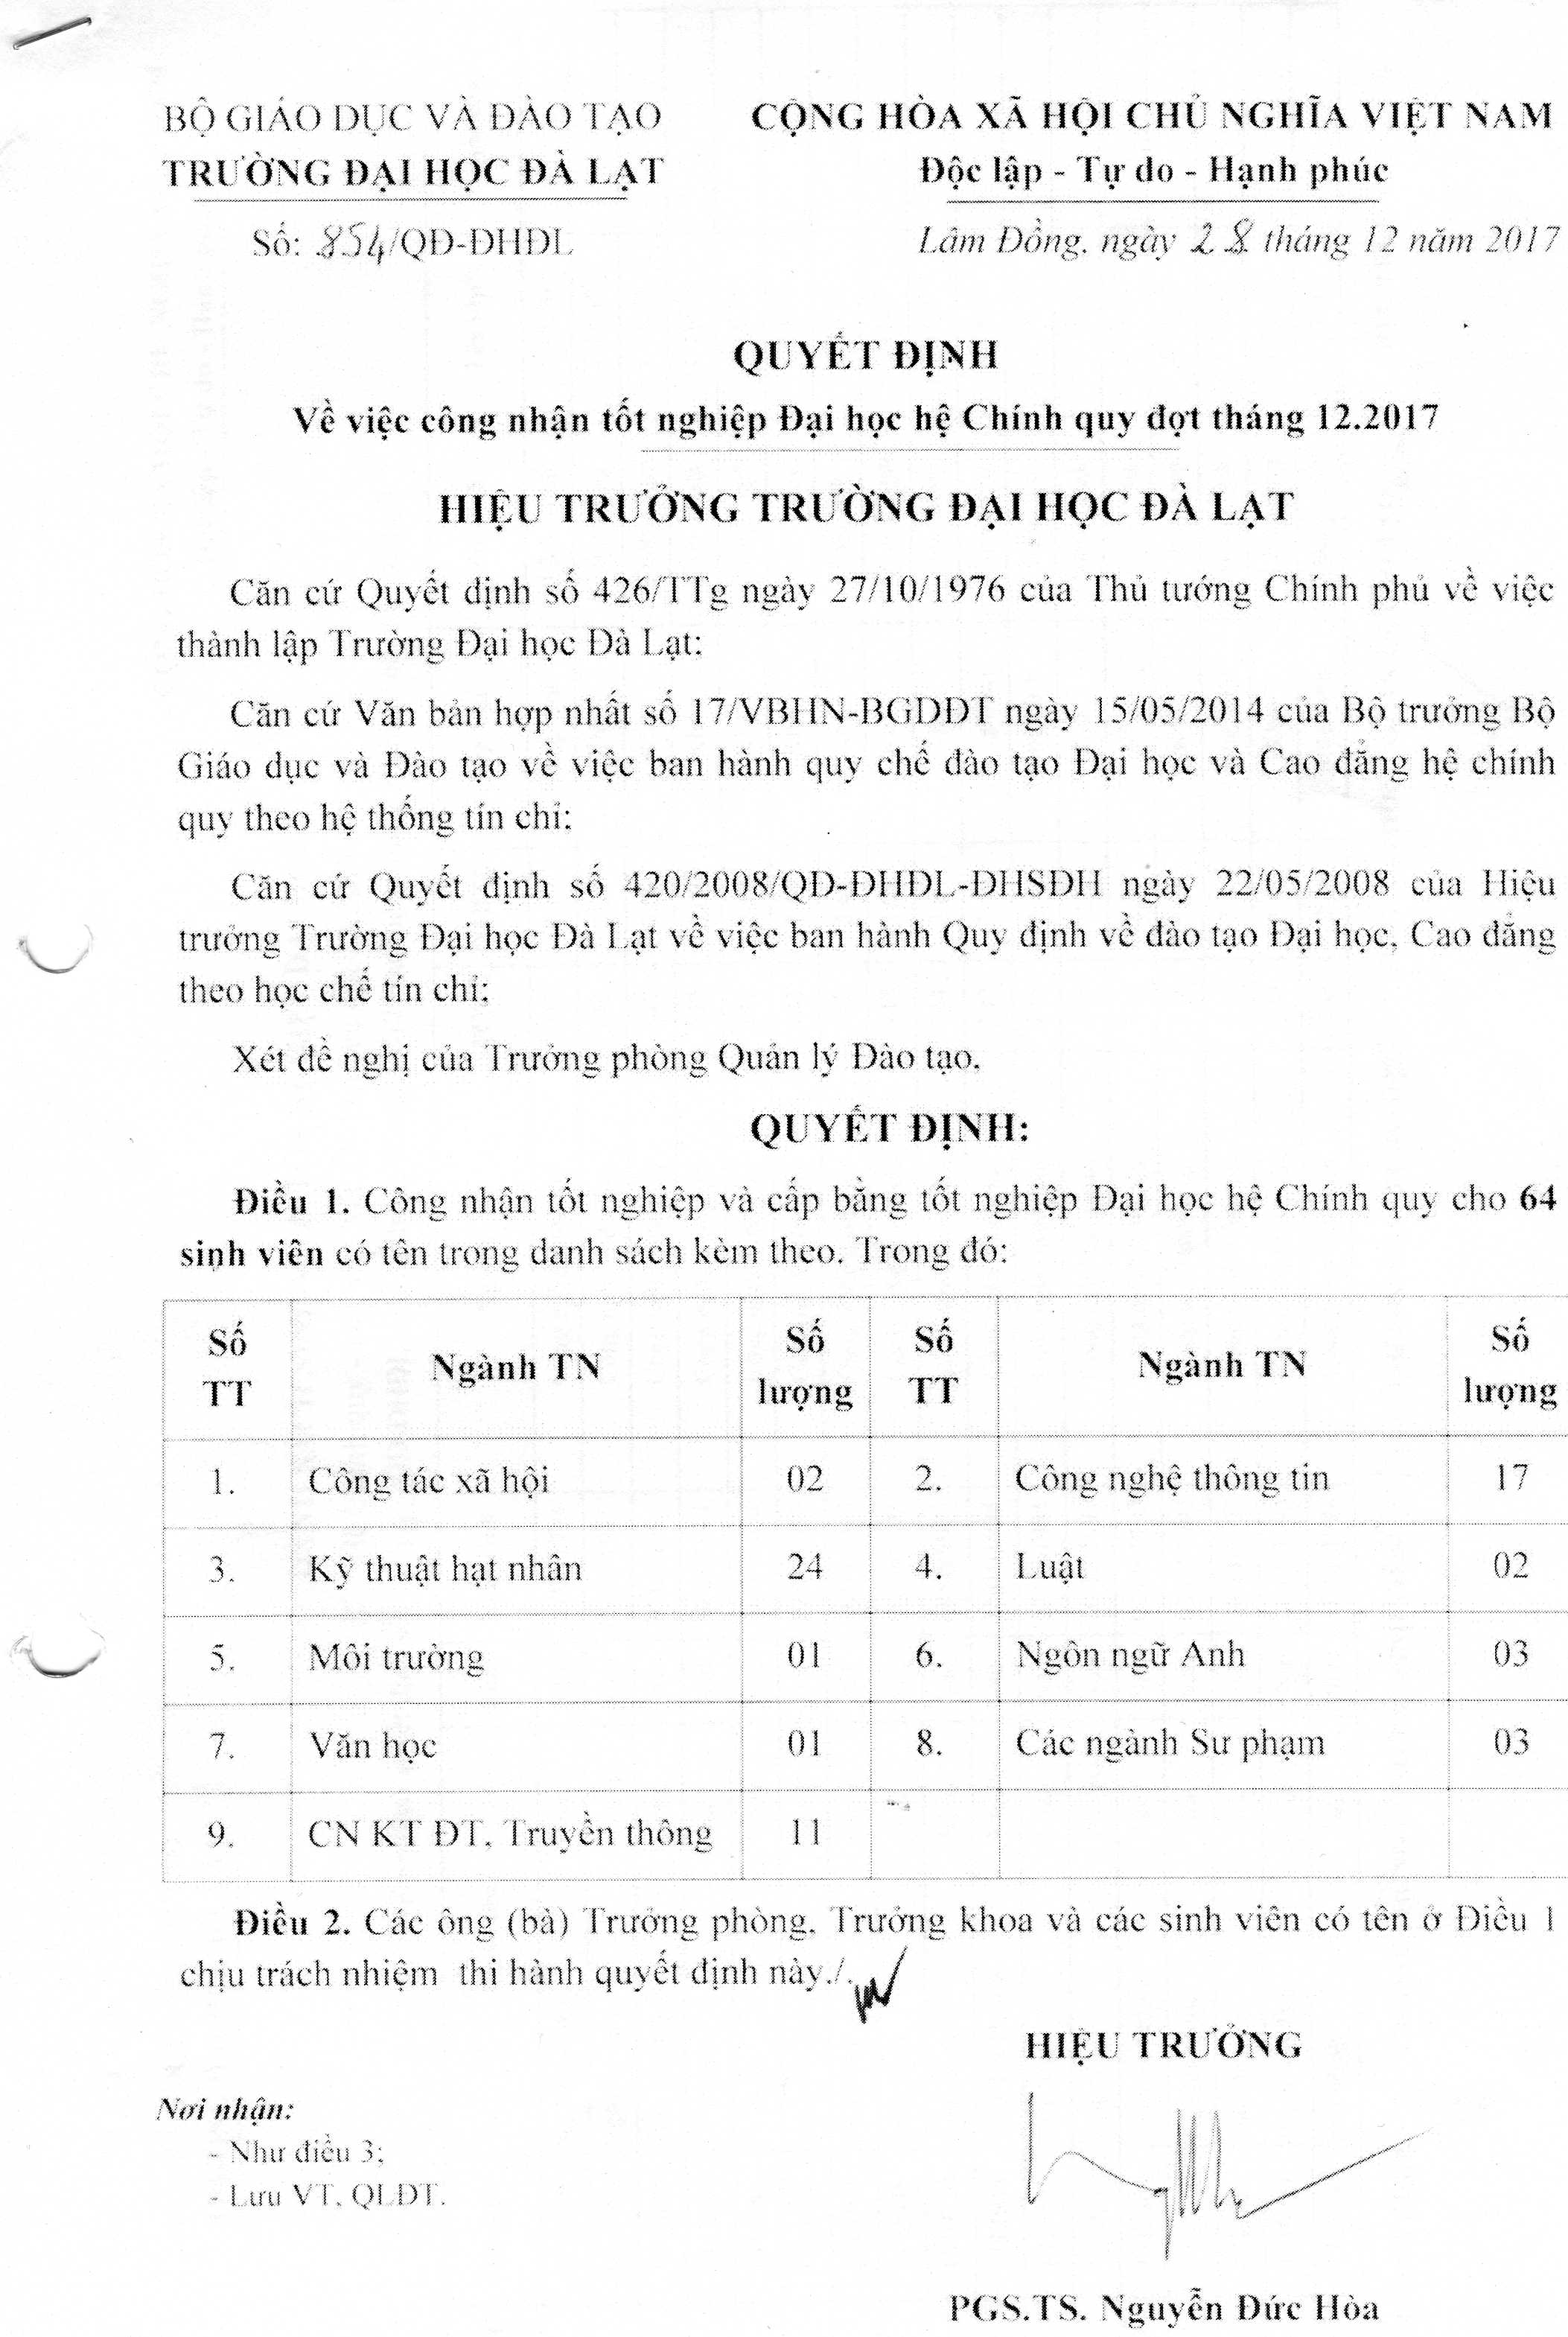 BỘ GIÁO DỤC VÀ ĐÀO TẠO
TRƯỜNG ĐẠI HỌC ĐÀ LẠT
Số: 854/QĐ-ĐHĐL
CỘNG HÒA XÃ HỘI CHỦ NGHĨA VIỆT NAM
Độc lập - Tự do - Hạnh phúc
Lâm Đồng, ngày 28 tháng 12 năm 2017
QUYẾT ĐỊNH
Về việc công nhận tốt nghiệp Đại học hệ Chính quy đợt tháng 12.2017
HIỆU TRƯỞNG TRƯỜNG ĐẠI HỌC ĐÀ LẠT
Căn cứ Quyết định số 426/TTg ngày 27/10/1976 của Thủ tướng Chính phủ về việc
thành lập Trường Đại học Đà Lạt;
Căn cứ Văn bản hợp nhất số 17/VBHN-BGDĐT ngày 15/05/2014 của Bộ trưởng Bộ
Giáo dục và Đào tạo về việc ban hành quy chế đào tạo Đại học và Cao đẳng hệ chính
quy theo hệ thống tín chỉ;
Căn cứ Quyết định số 420/2008/QĐ-ĐHĐL-ĐHSĐH ngày 22/05/2008 của Hiệu
trưởng Trường Đại học Đà Lạt về việc ban hành Quy định về đào tạo Đại học, Cao đẳng
theo học chế tín chỉ;
Xét đề nghị của Trưởng phòng Quản lý Đào tạo,
QUYẾT ĐỊNH:
Điều 1. Công nhận tốt nghiệp và cấp bằng tốt nghiệp Đại học hệ Chính quy cho 64
sinh viên có tên trong danh sách kèm theo. Trong đó:
Số TT Ngành TN Số lượng Số TT Ngành TN Số lượng
1. Công tác xã hội 02 2. Công nghệ thông tin 17
3. Kỹ thuật hạt nhân 24 4. Luật 02
5. Môi trường 01 6. Ngôn ngữ Anh 03
7. Văn học 01 8. Các ngành Sư phạm 03
9. CN KT ĐT, Truyền thông 11
Điều 2. Các ông (bà) Trưởng phòng, Trưởng khoa và các sinh viên có tên ở Điều 1
chịu trách nhiệm thi hành quyết định này./.
HIỆU TRƯỞNG
Nơi nhận:
- Như điều 3;
- Lưu VT, QLĐT.
PGS.TS. Nguyễn Đức Hòa